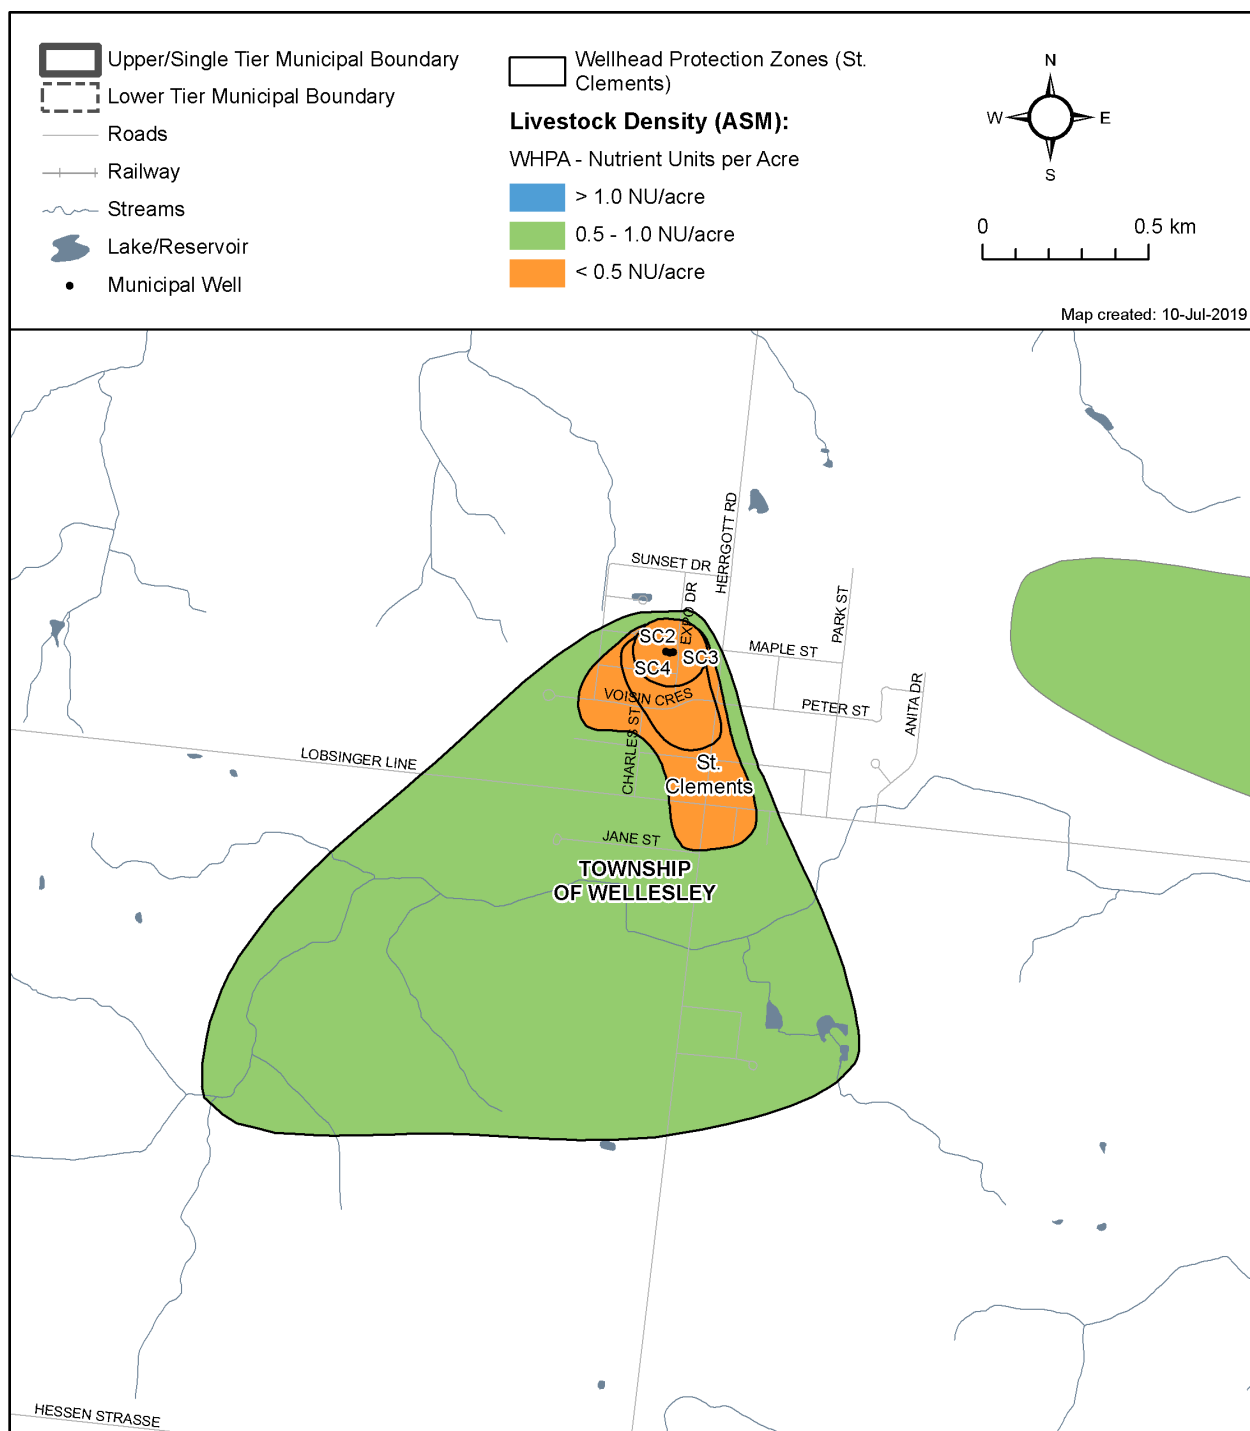 Upper/Single Tier Municipal Boundary
Lower Tier Municipal Boundary
Roads
Railway
Streams
Lake/Reservoir
Municipal Well
Wellhead Protection Zones (St.
Clements)
Livestock Density (ASM):
WHPA - Nutrient Units per Acre
> 1.0 NU/acre
0.5 - 1.0 NU/acre
< 0.5 NU/acre
N
W
E
S
0
0.5 km
Map created: 10-Jul-2019
HERRGOTT RD
SUNSET DR
EXPO DR
PARK ST
SC2
MAPLE ST
SC3
SC4
VOISIN CRES
PETER ST
ANITA DR
CHARLES ST
LOBSINGER LINE
St.
Clements
JANE ST
TOWNSHIP
OF WELLESLEY
HESSEN STRASSE